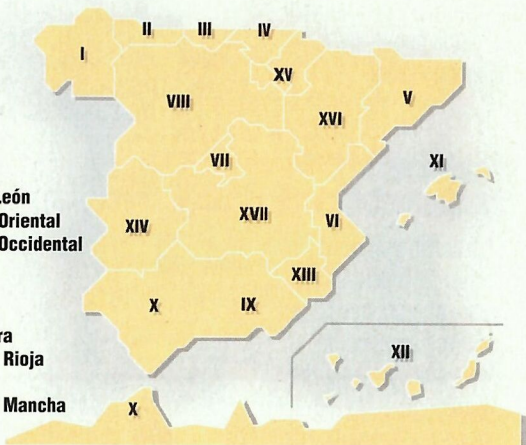 II III IV
I
XV
VIII V
XVI
VII XI
León
Oriental XVII
XIV VI
Occidental
XIII
X IX
ra
Rioja XII
Mancha X